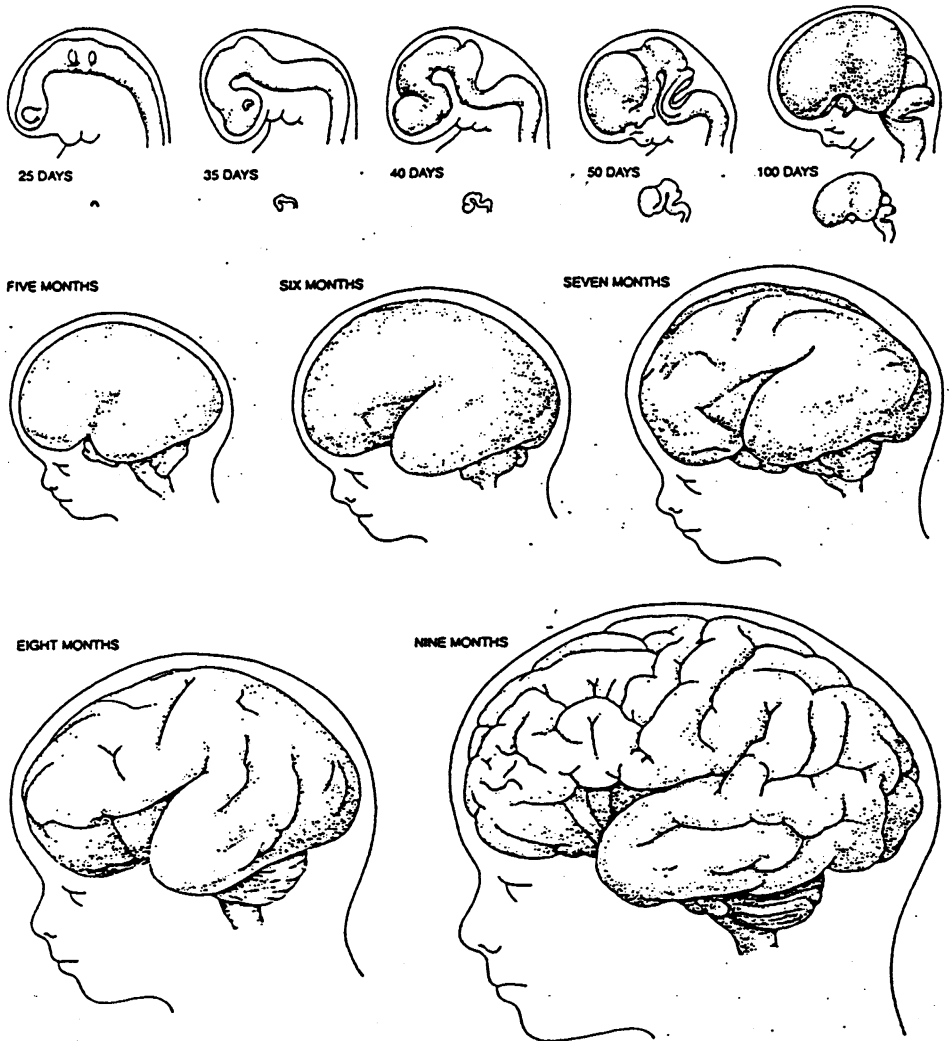 25 DAYS
35 DAYS
40 DAYS
50 DAYS
100 DAYS
FIVE MONTHS
SIX MONTHS
SEVEN MONTHS
EIGHT MONTHS
NINE MONTHS